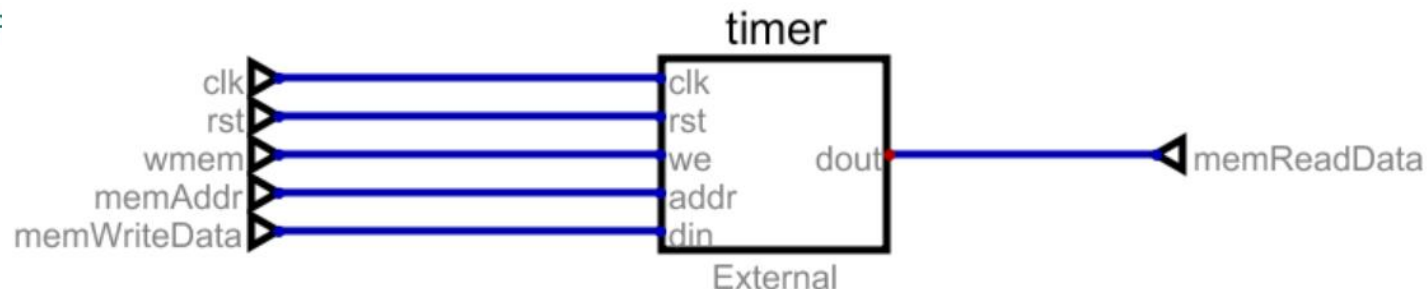 timer
clk
rst
wmem
memAddr
memWriteData
clk
rst
we
addr
din
dout
memReadData
External